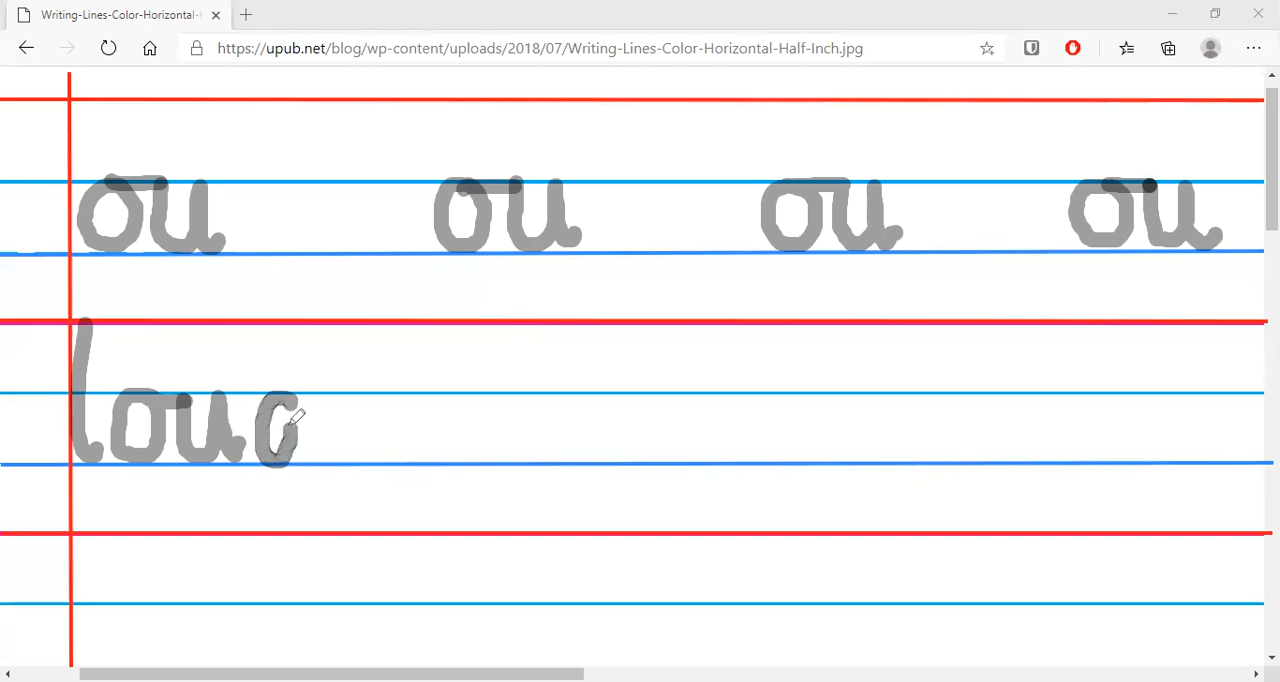 Writing-Lines-Color-Horizontal-
https://upub.net/blog/wp-content/uploads/2018/07/Writing-Lines-Color-Horizontal-Half-Inch.jpg
ou ou ou ou